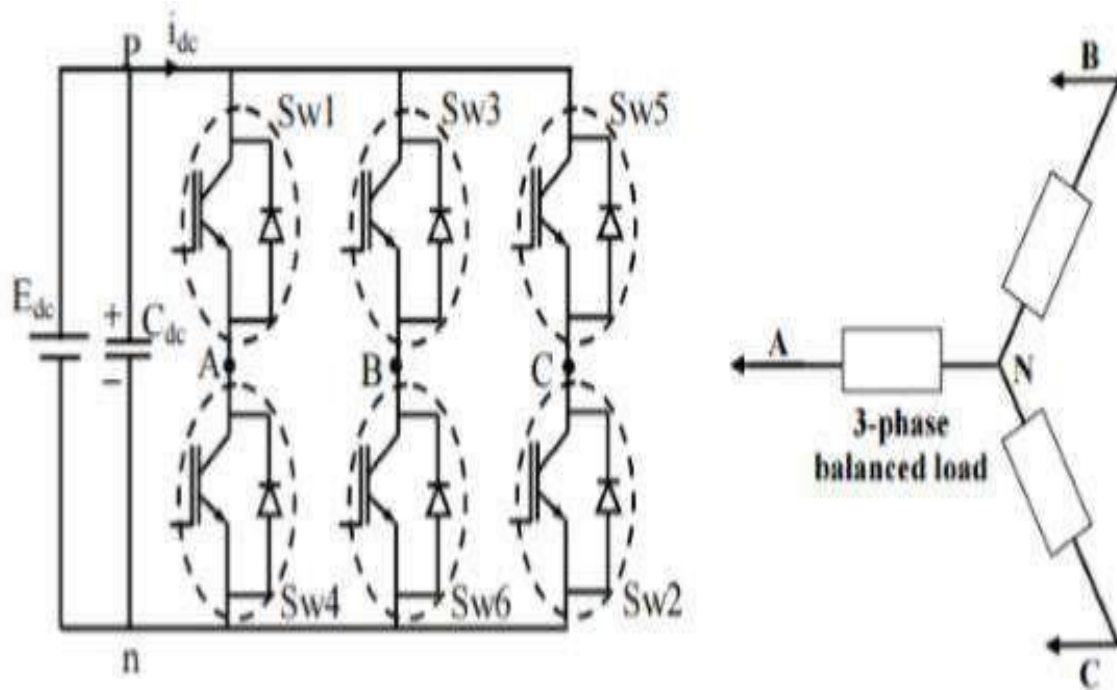 P
i_dc
Sw1
Sw3
Sw5
E_dc
+
C_dc
−
A
B
C
Sw4
Sw6
Sw2
n
B
A
N
3-phase
balanced load
C